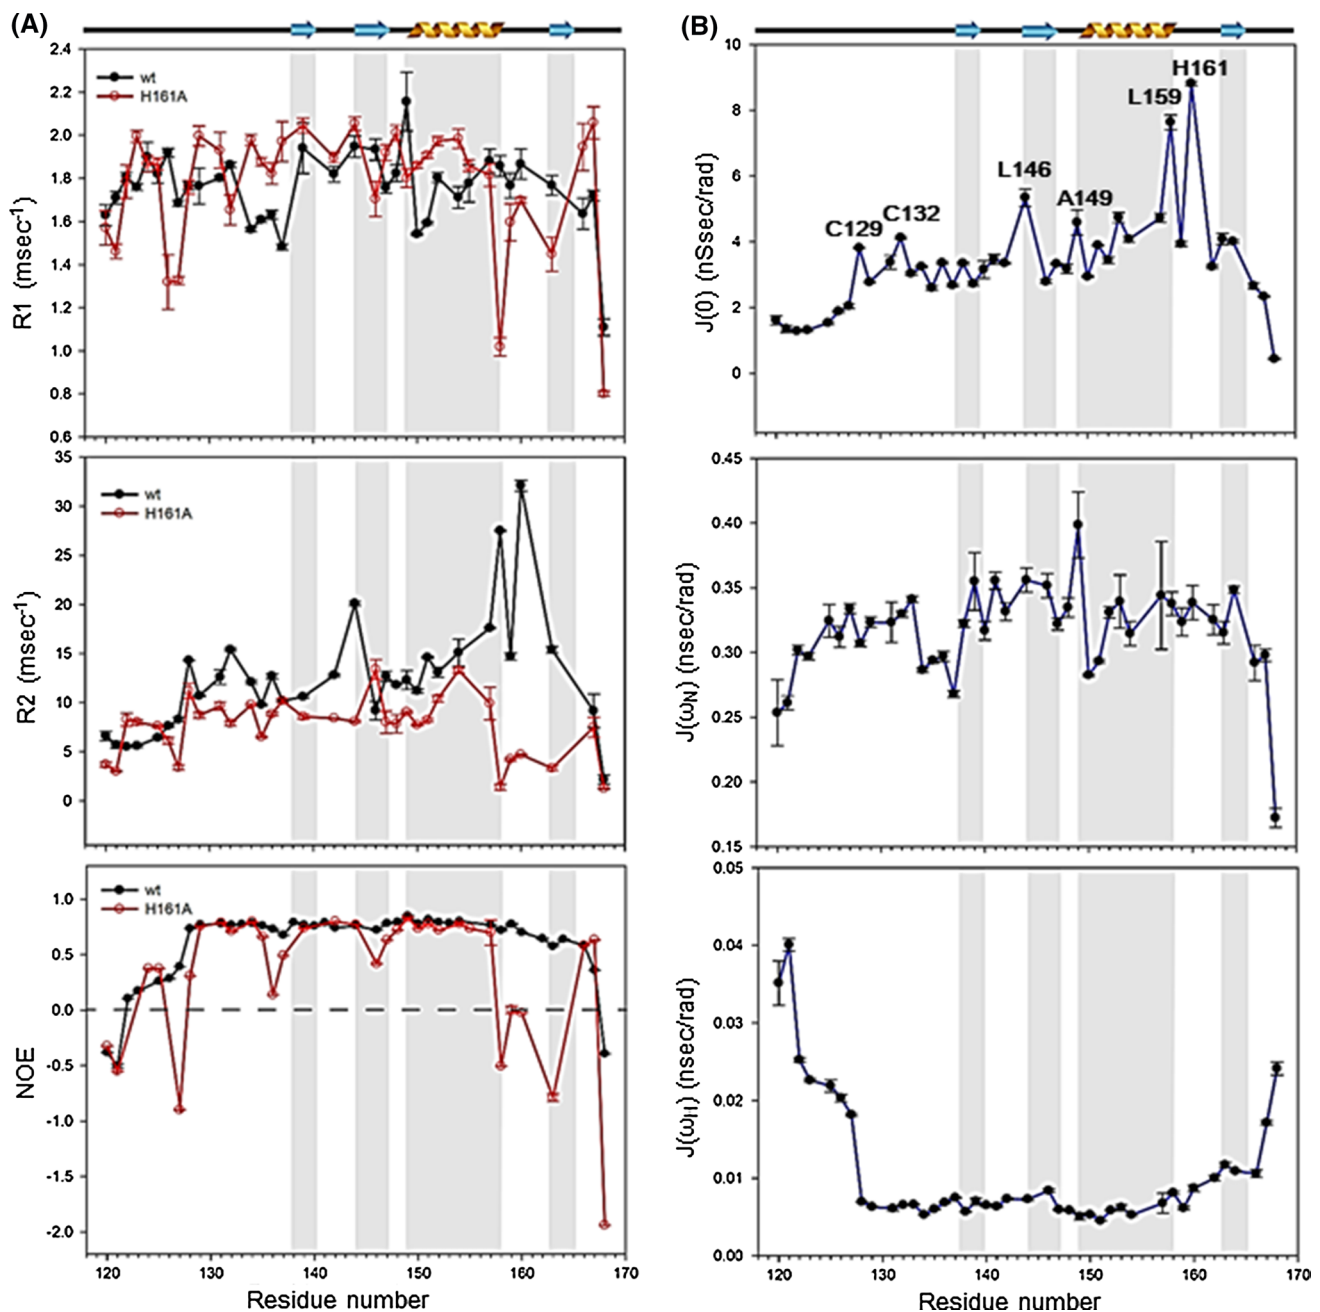 (A)
2.4
2.2
2.0
1.8
1.6
1.4
1.2
1.0
0.8
0.6
R1 (msec-1)
wt
H161A
35
30
25
20
15
10
5
0
R2 (msec-1)
wt
H161A
1.0
0.5
0.0
-0.5
-1.0
-1.5
-2.0
NOE
wt
H161A
120 130 140 150 160 170
Residue number
(B)
10
8
6
4
2
0
J(0) (nSsec/rad)
C129
C132
L146
A149
L159
H161
0.45
0.40
0.35
0.30
0.25
0.20
0.15
J(ωN) (nsec/rad)
0.05
0.04
0.03
0.02
0.01
0.00
J(ωH) (nsec/rad)
120 130 140 150 160 170
Residue number